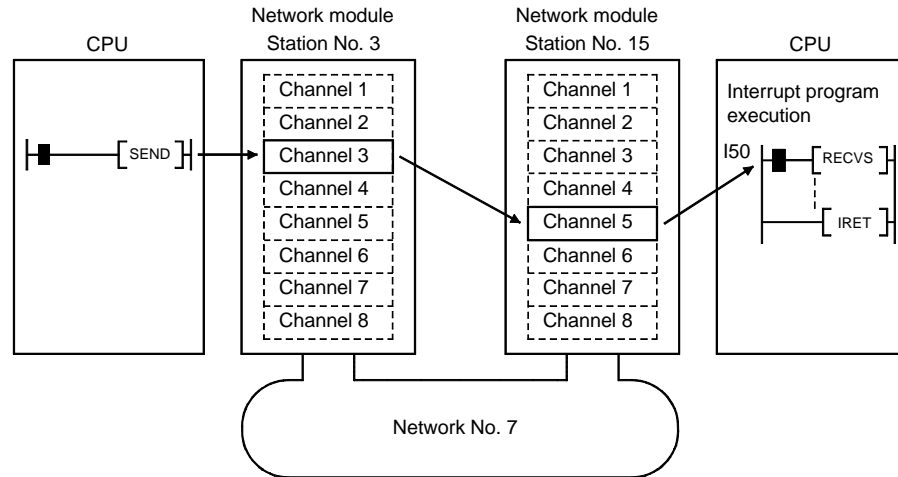 Network module
Station No. 3
Network module
Station No. 15
CPU
CPU
SEND
Channel 1
Channel 2
Channel 3
Channel 4
Channel 5
Channel 6
Channel 7
Channel 8
Channel 1
Channel 2
Channel 3
Channel 4
Channel 5
Channel 6
Channel 7
Channel 8
Interrupt program
execution
I50
RECVS
IRET
Network No. 7